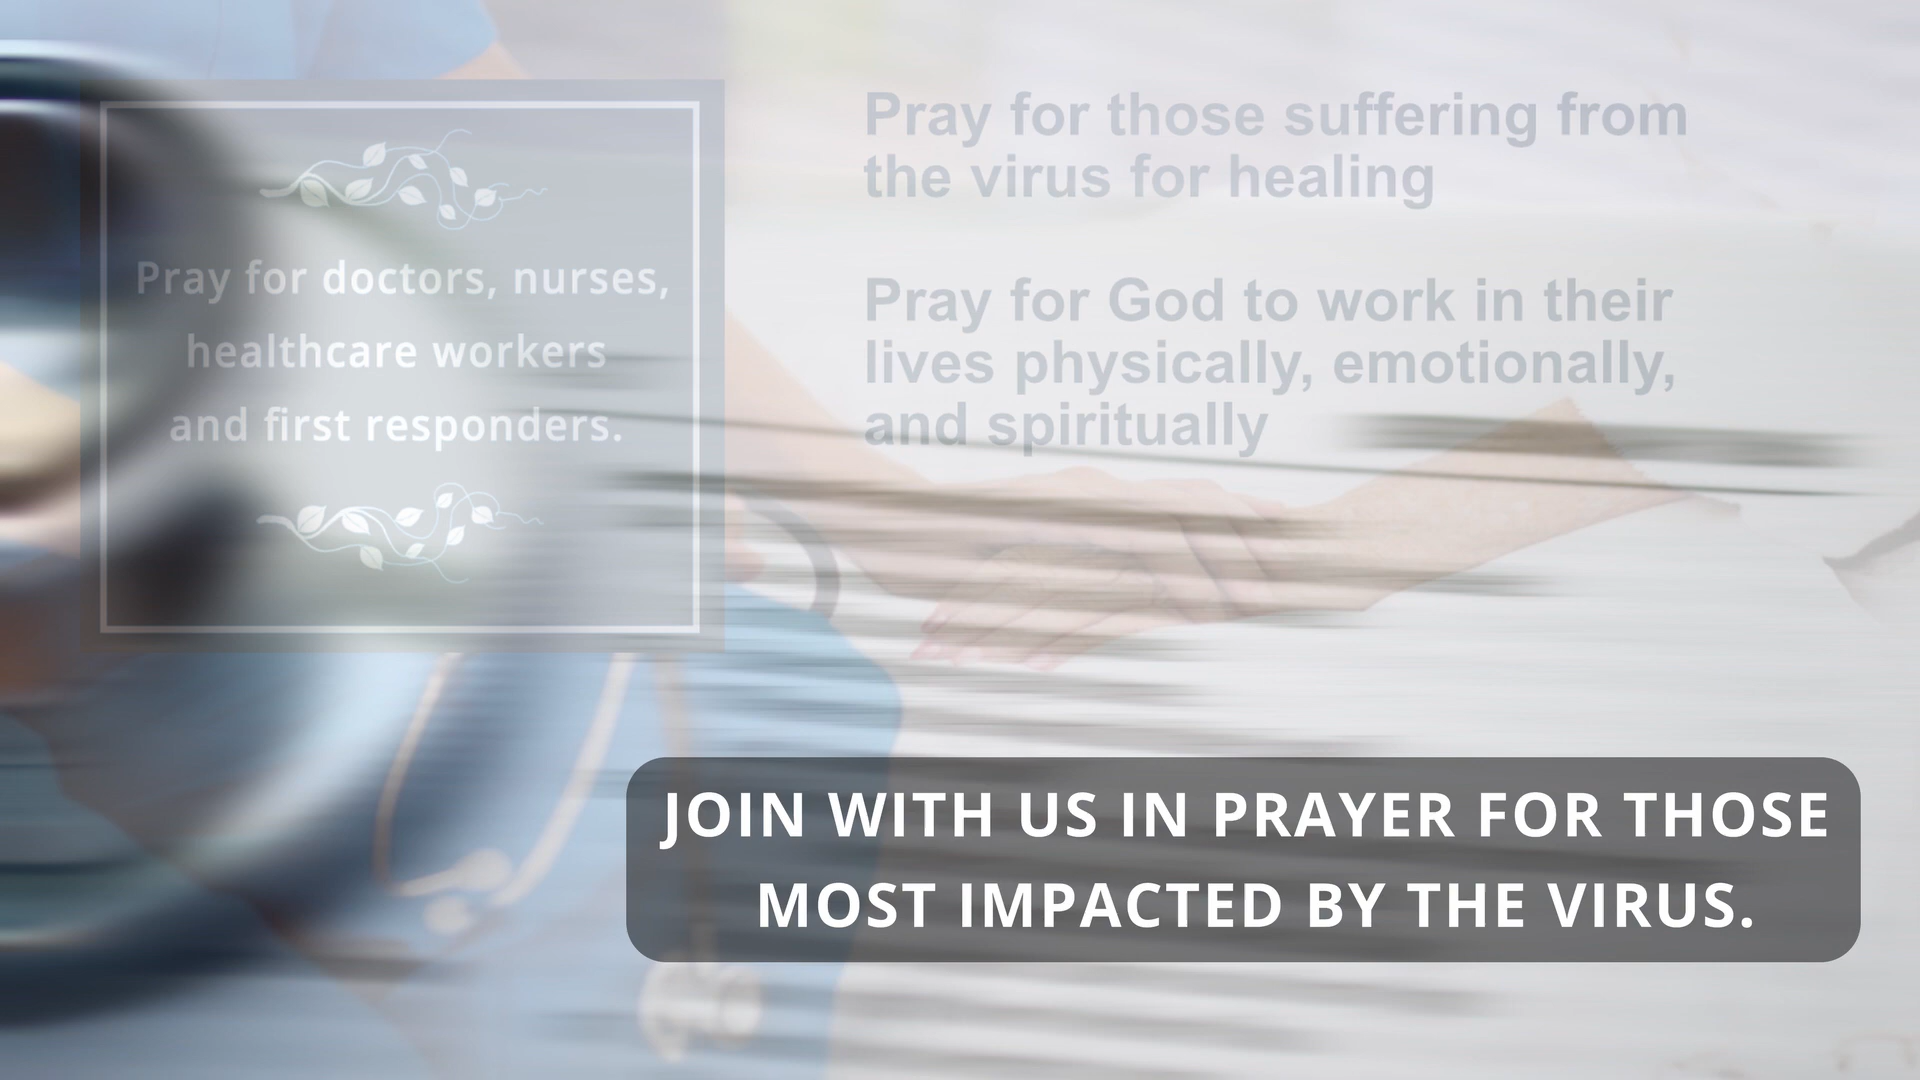 Pray for doctors, nurses,
healthcare workers
and first responders.
Pray for those suffering from
the virus for healing
Pray for God to work in their
lives physically, emotionally,
and spiritually
JOIN WITH US IN PRAYER FOR THOSE
MOST IMPACTED BY THE VIRUS.